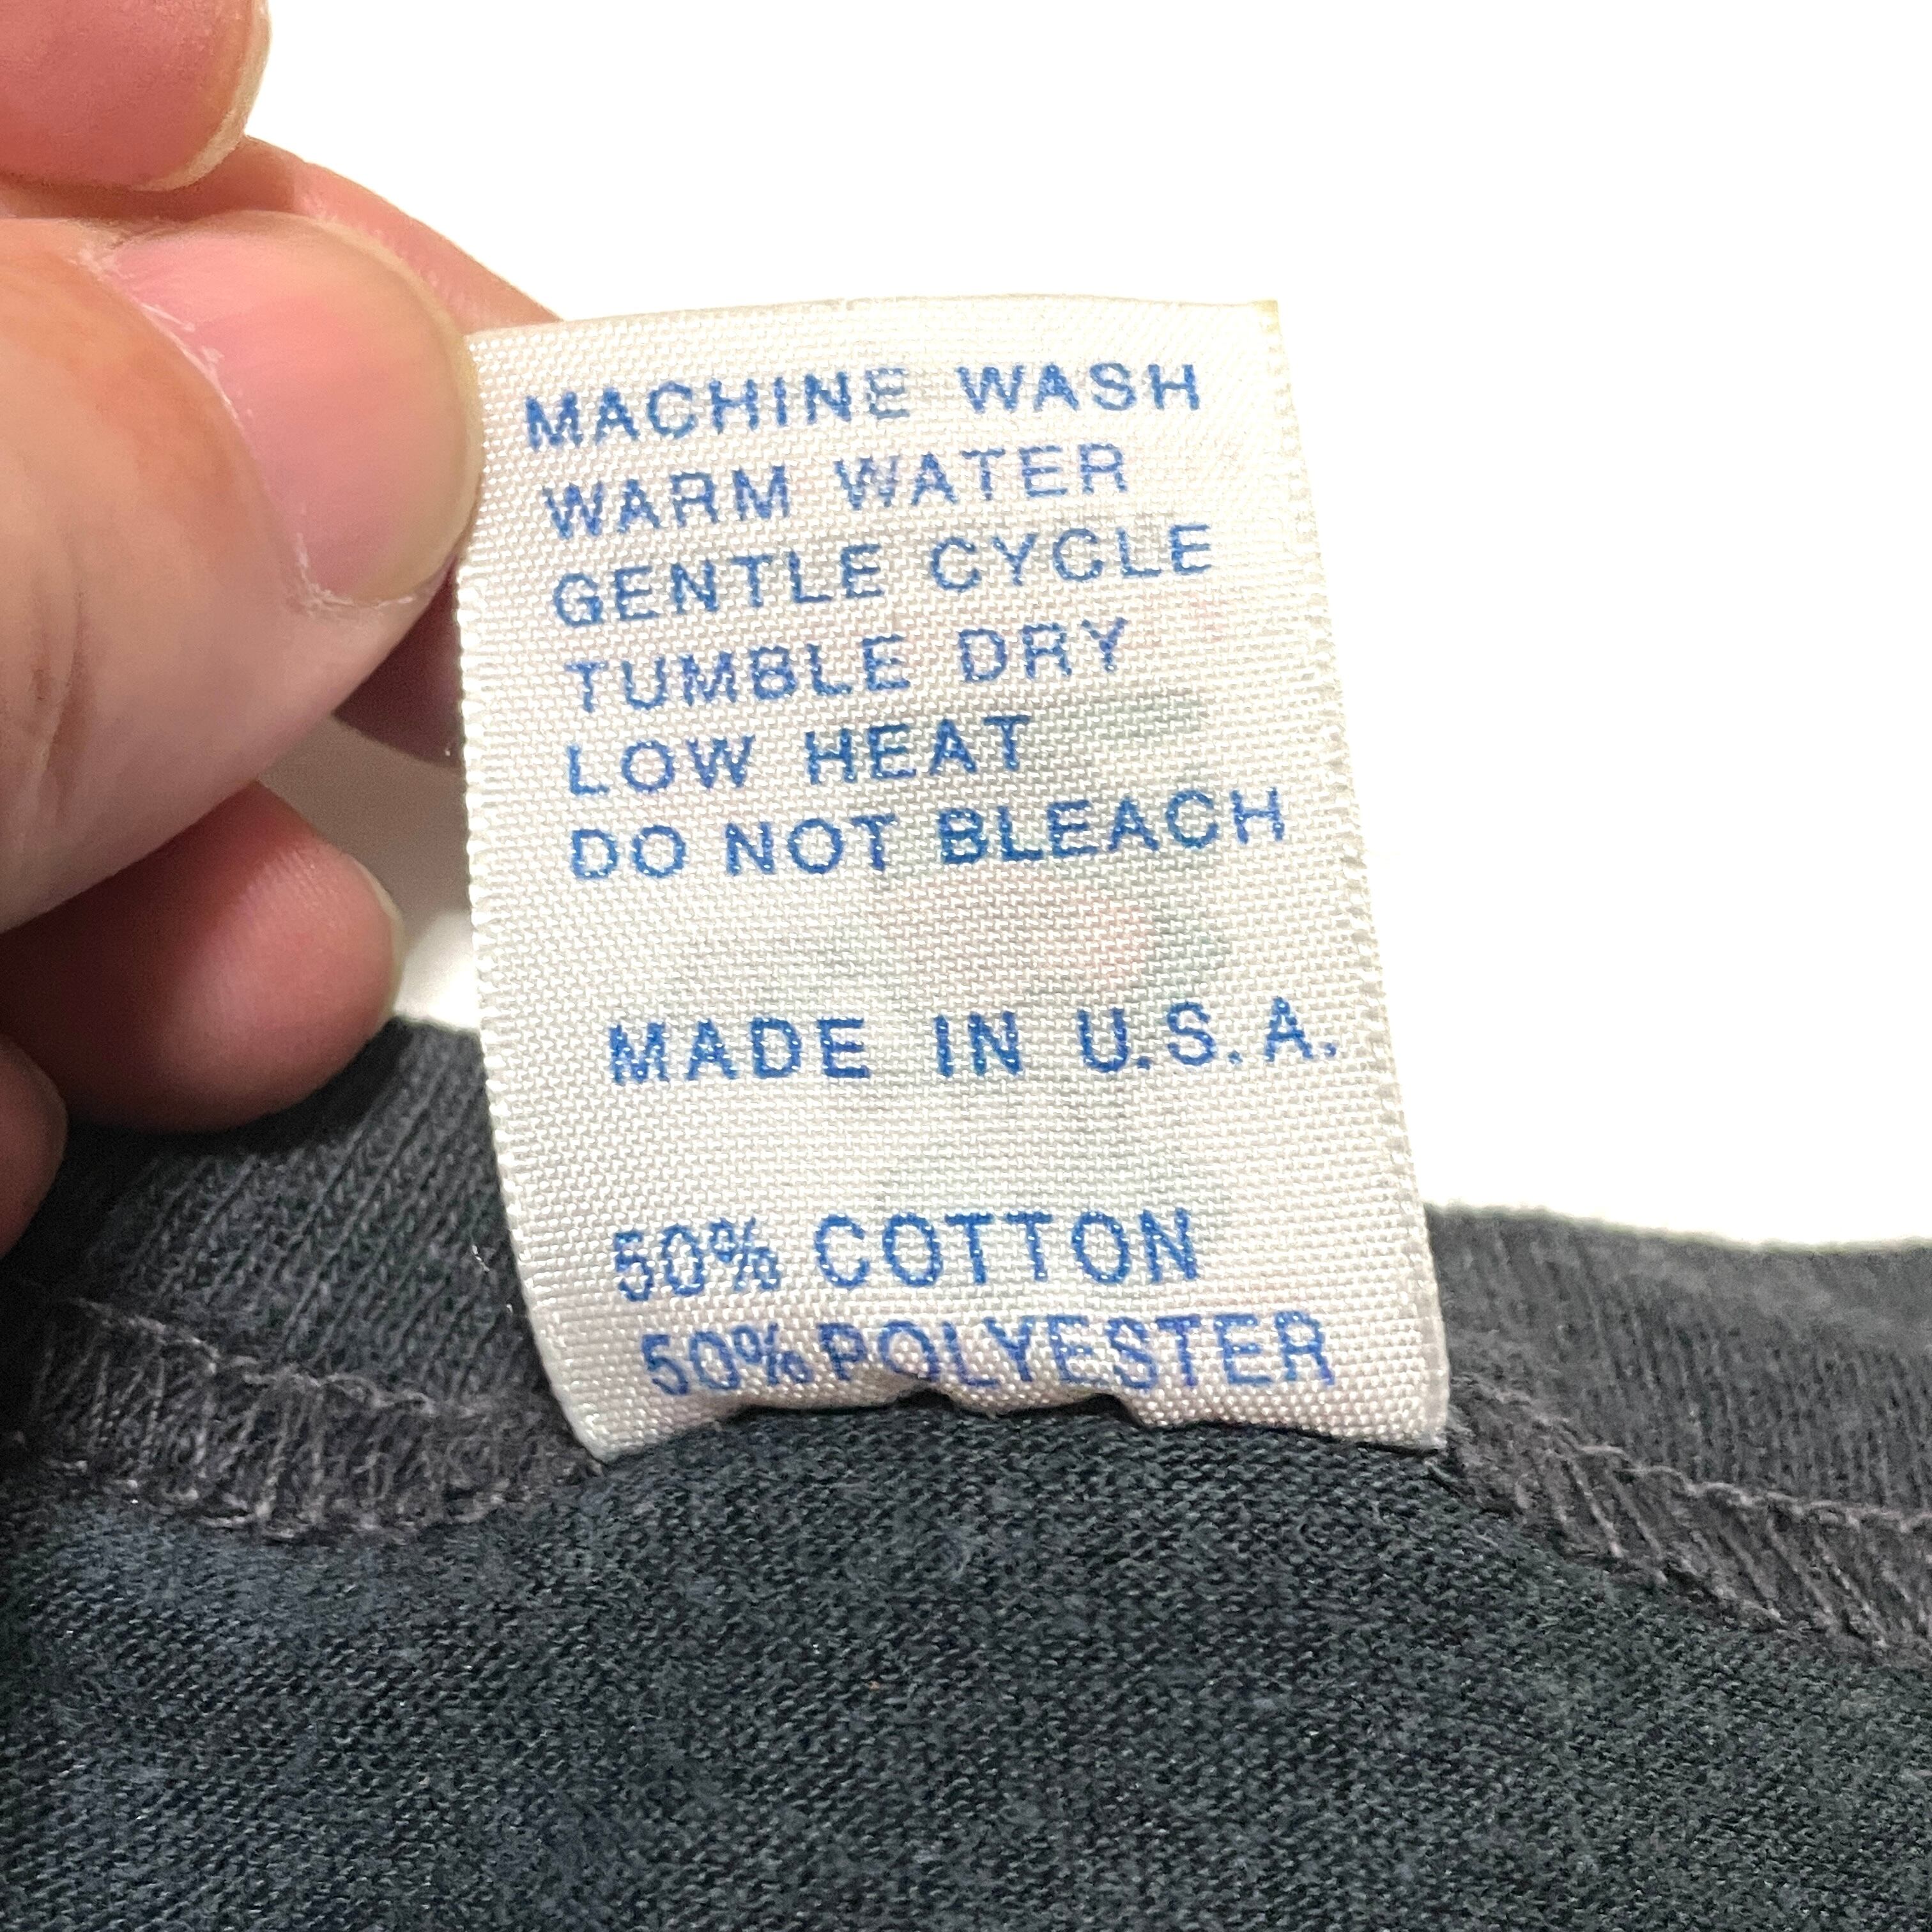 MACHINE WASH
WARM WATER
GENTLE CYCLE
TUMBLE DRY
LOW HEAT
DO NOT BLEACH
MADE IN U.S.A.
50% COTTON
50% POLYESTER